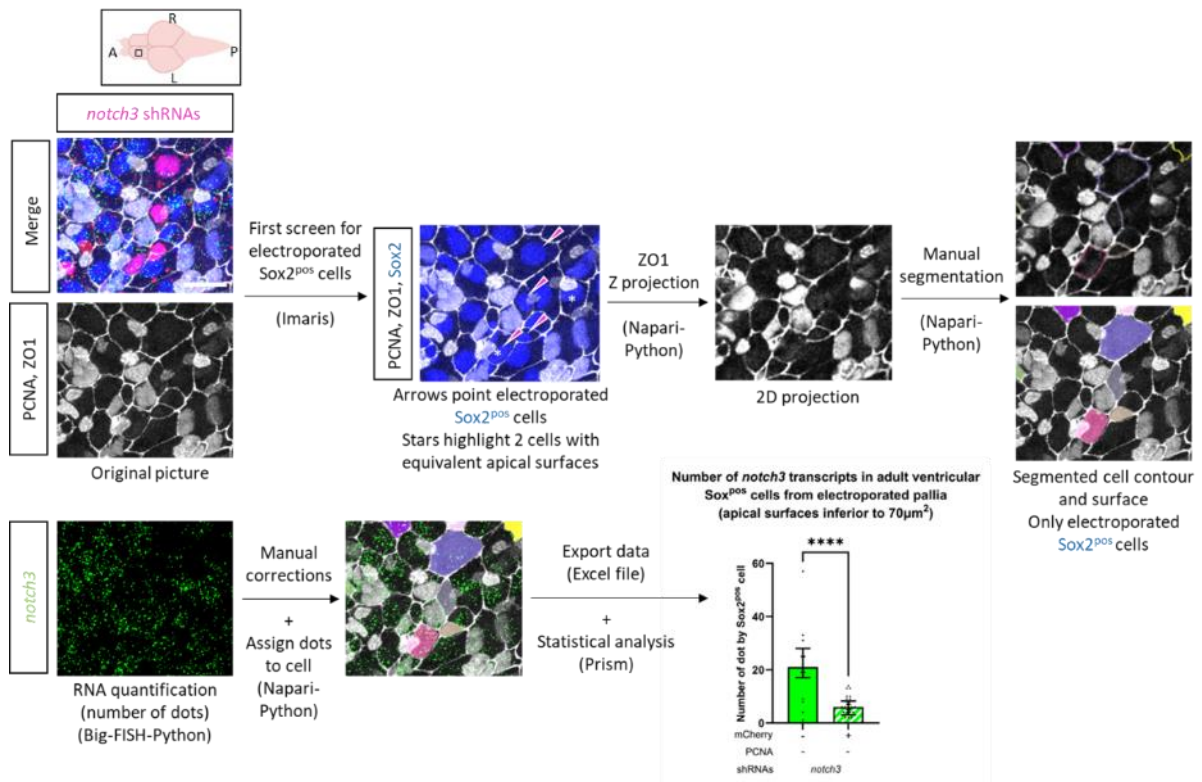 R
A
P
L
notch3 shRNAs
Merge
PCNA, ZO1
Original picture
First screen for
electroporated
Sox2pos cells
(Imaris)
PCNA, ZO1, Sox2
*
*
Arrows point electroporated
Sox2pos cells
Stars highlight 2 cells with
equivalent apical surfaces
ZO1
Z projection
(Napari-
Python)
2D projection
Manual
segmentation
(Napari-
Python)
Segmented cell contour
and surface
Only electroporated
Sox2pos cells
notch3
RNA quantification
(number of dots)
(Big-FISH-Python)
Manual
corrections
+
Assign dots
to cell
(Napari-
Python)
Export data
(Excel file)
+
Statistical analysis
(Prism)
Number of notch3 transcripts in adult ventricular
Soxpos cells from electroporated pallia
(apical surfaces inferior to 70µm2)
****
Number of dot by Sox2pos cell
60
40
20
0
mCherry - +
PCNA - -
shRNAs notch3